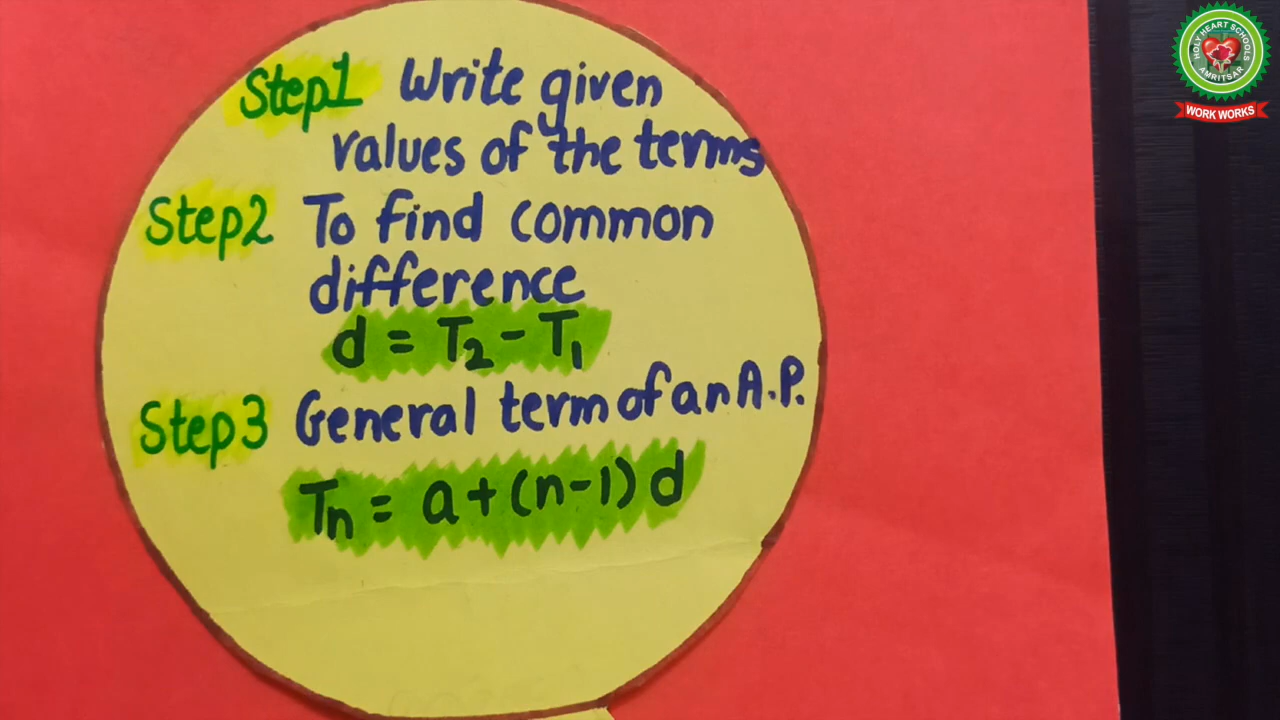 Step1 Write given
values of the terms
Step2 To find common
difference
d = T₂ - T₁
Step3 General term of an A.P.
Tn = a + (n-1) d
HOLY HEART SCHOOLS
AMRITSAR
WORK WORKS